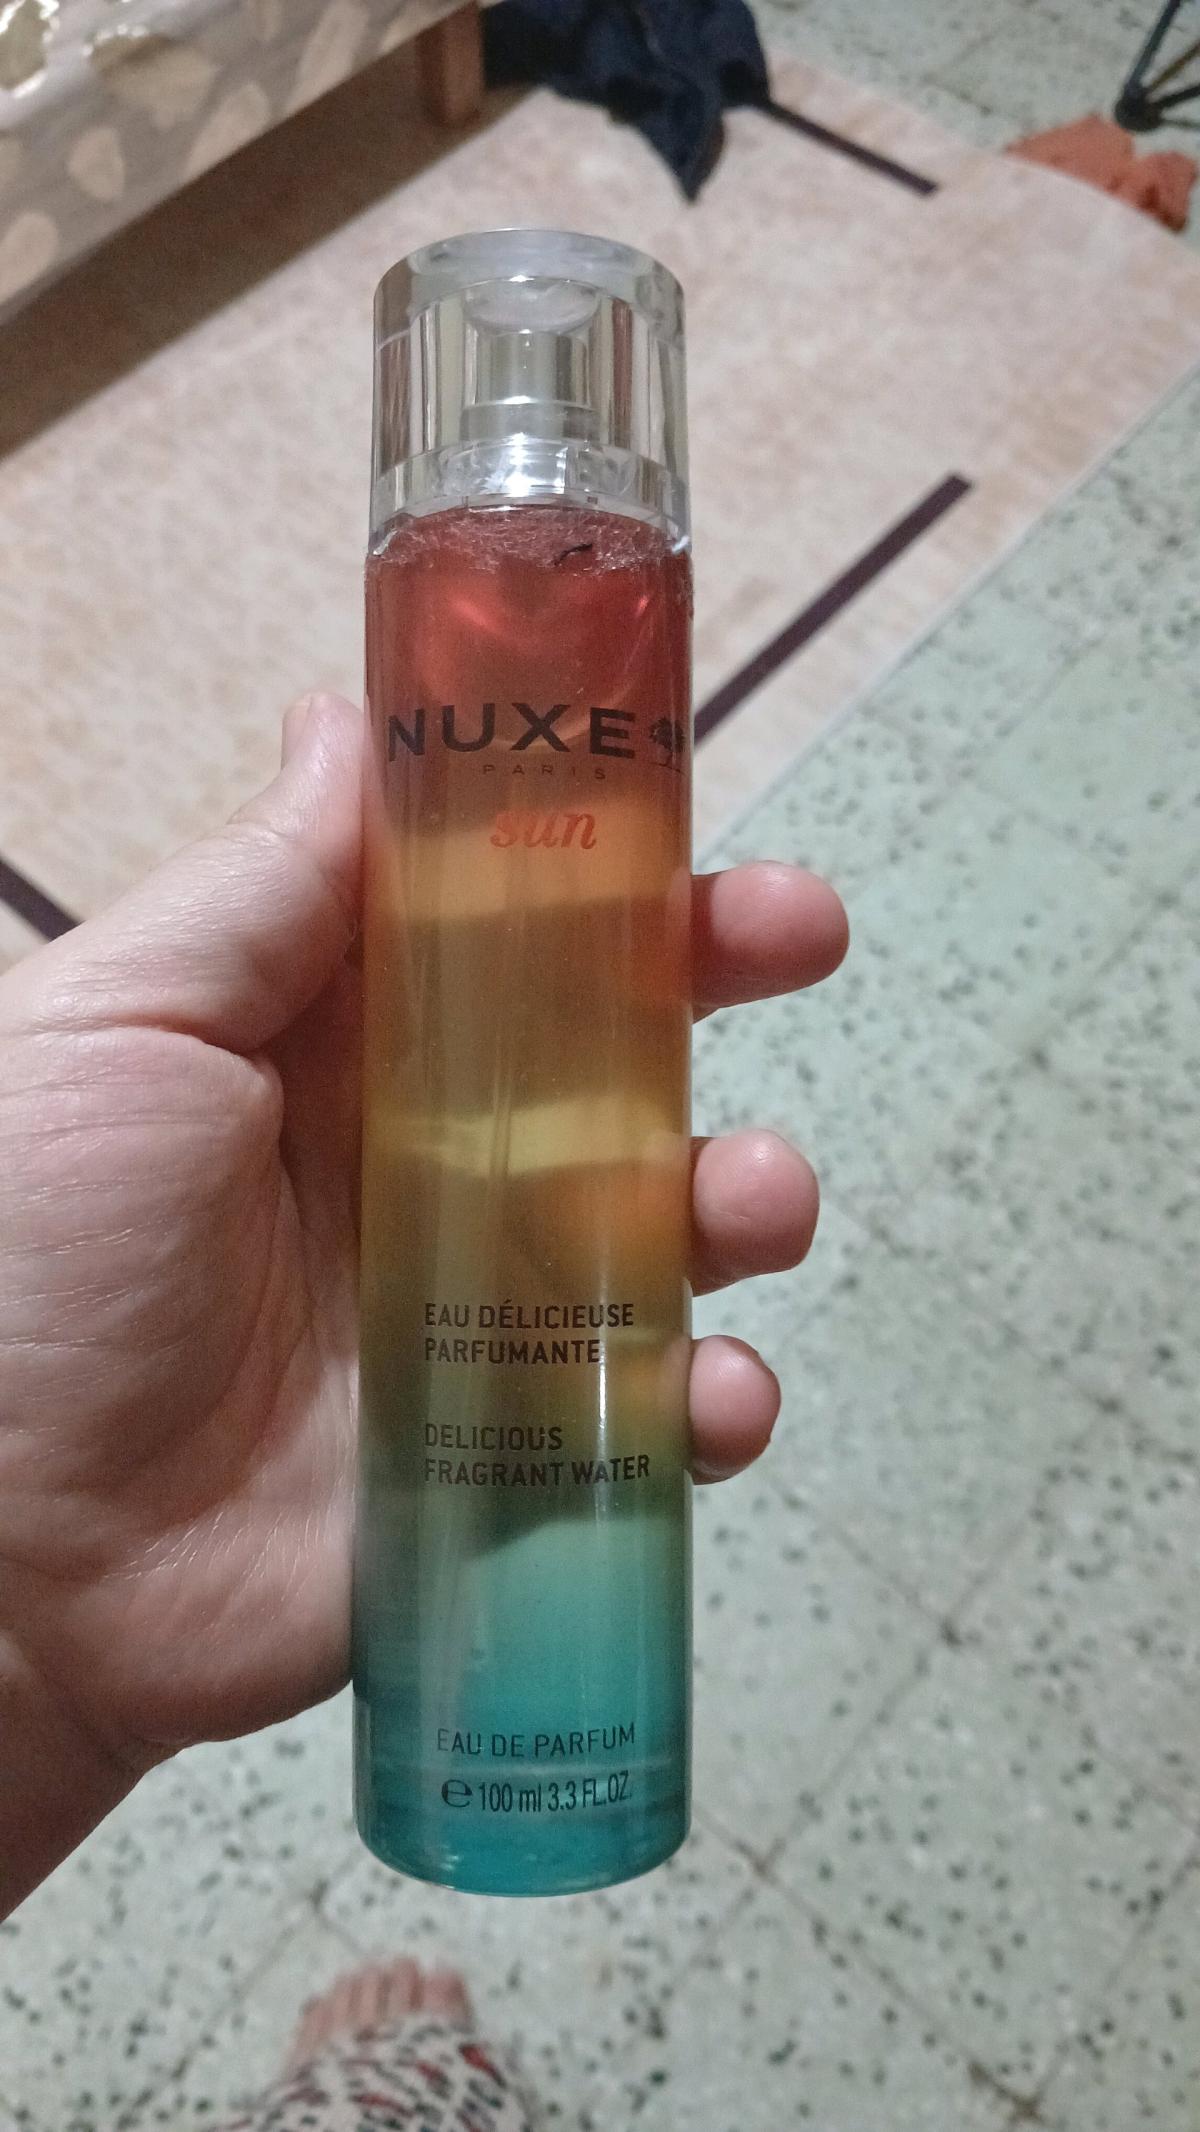 NUXE
PARIS
sun
EAU DÉLICIEUSE
PARFUMANTE
DELICIOUS
FRAGRANT WATER
EAU DE PARFUM
℮ 100 ml 3.3 FL.OZ.